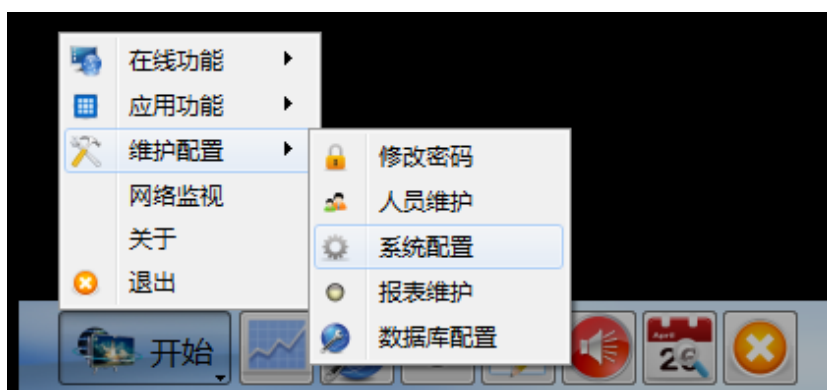 在线功能
应用功能
维护配置
网络监视
关于
退出
修改密码
人员维护
系统配置
报表维护
数据库配置
开始
April
26